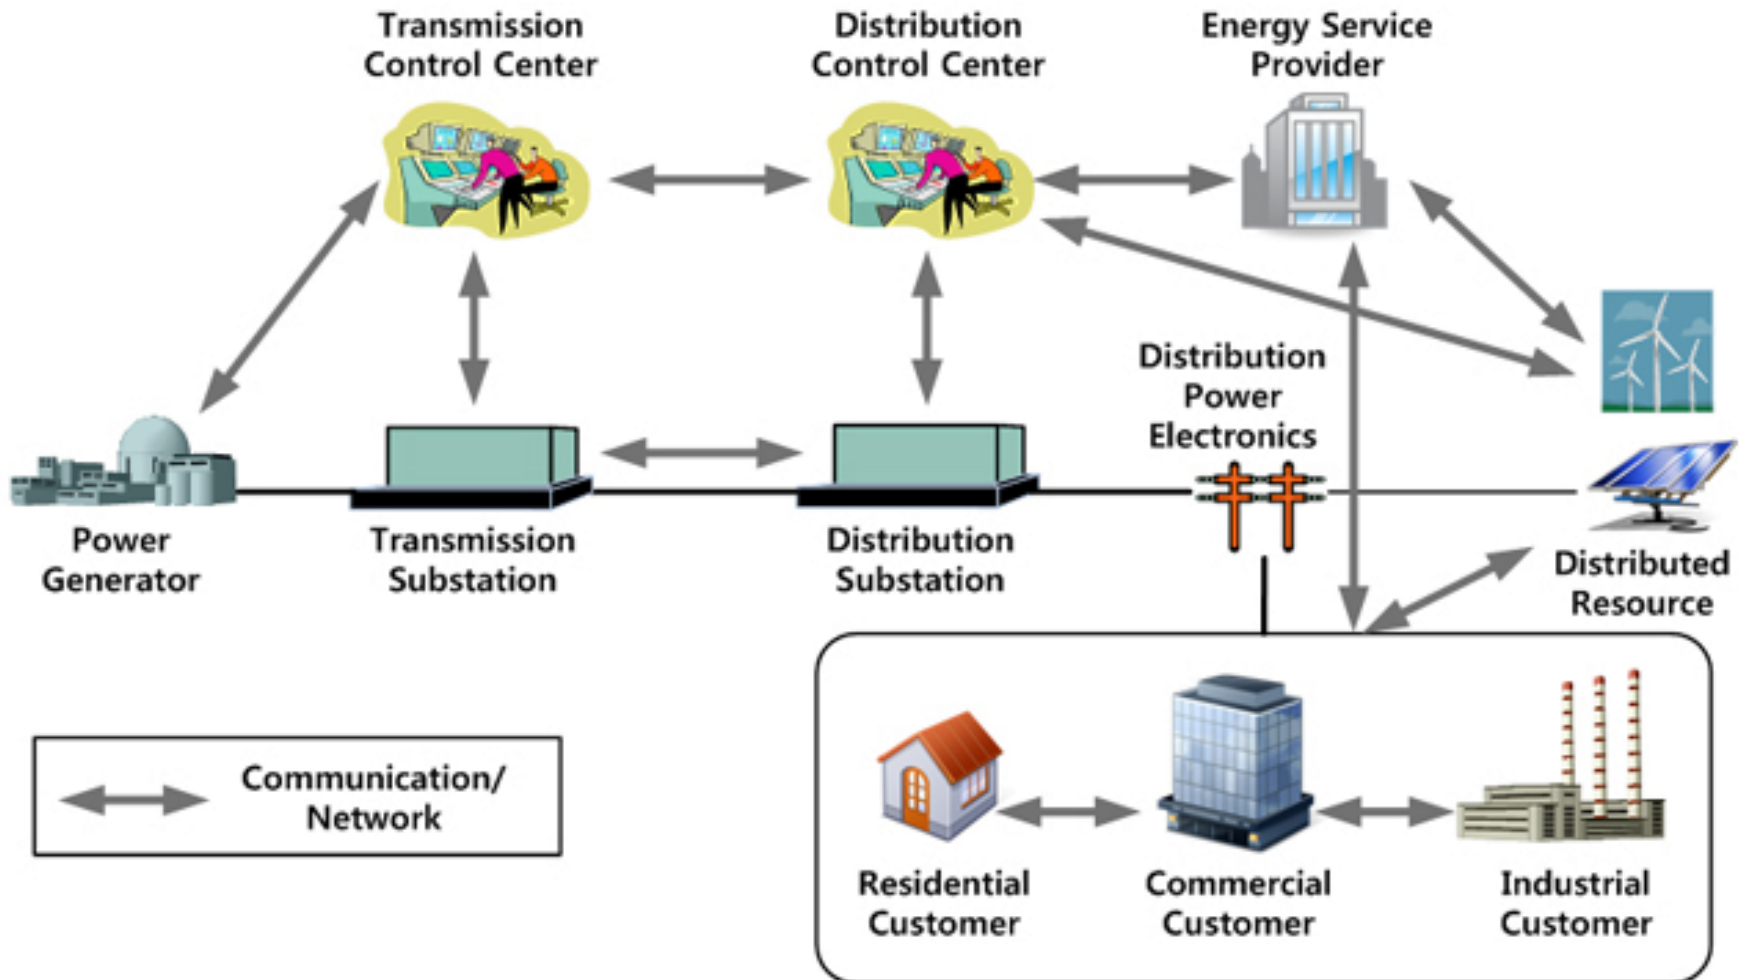 Transmission
Control Center
Distribution
Control Center
Energy Service
Provider
Distribution
Power
Electronics
Power
Generator
Transmission
Substation
Distribution
Substation
Distributed
Resource
Communication/
Network
Residential
Customer
Commercial
Customer
Industrial
Customer